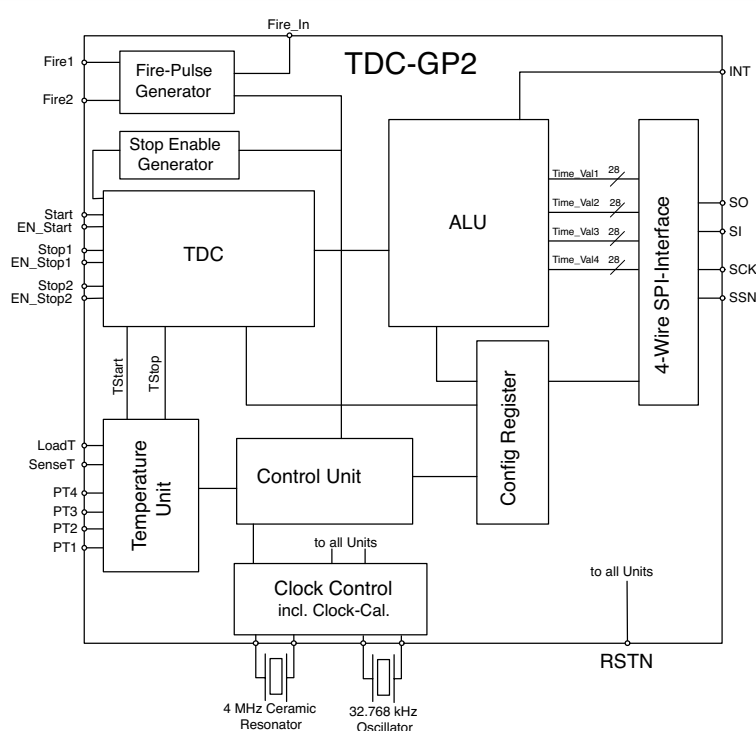 Fire_In
TDC-GP2
Fire1
Fire2
Fire-Pulse
Generator
INT
Stop Enable
Generator
Start
EN_Start
Stop1
EN_Stop1
Stop2
EN_Stop2
TDC
ALU
Time_Val1
28
Time_Val2
28
Time_Val3
28
Time_Val4
28
4-Wire SPI-Interface
SO
SI
SCK
SSN
TStart
TStop
Config Register
LoadT
SenseT
PT4
PT3
PT2
PT1
Temperature
Unit
Control Unit
to all Units
Clock Control
incl. Clock-Cal.
to all Units
RSTN
4 MHz Ceramic
Resonator
32.768 kHz
Oscillator